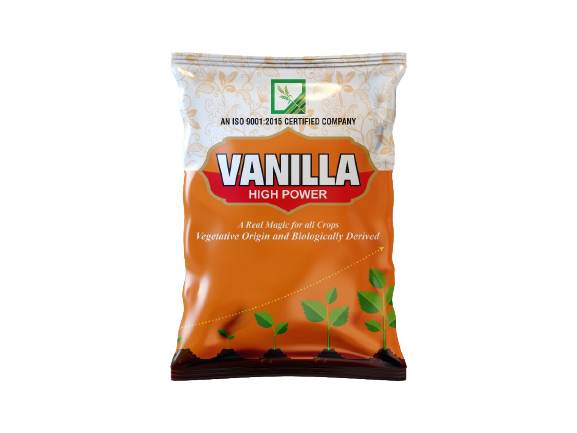 AN ISO 9001:2015 CERTIFIED COMPANY
VANILLA
HIGH POWER
A Real Magic for all Crops
Vegetative Origin and Biologically Derived